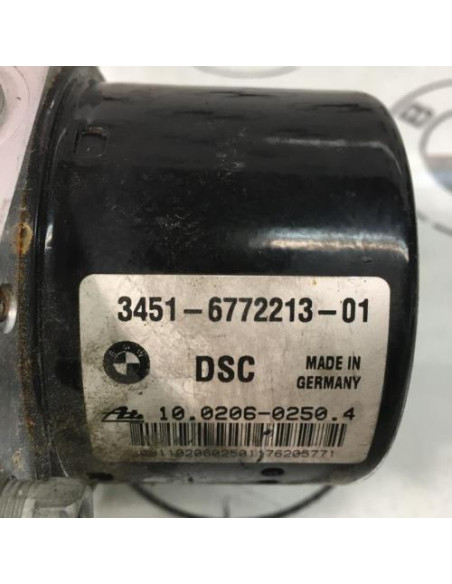 3451-6772213-01
DSC
MADE IN
GERMANY
10.0206-0250.4